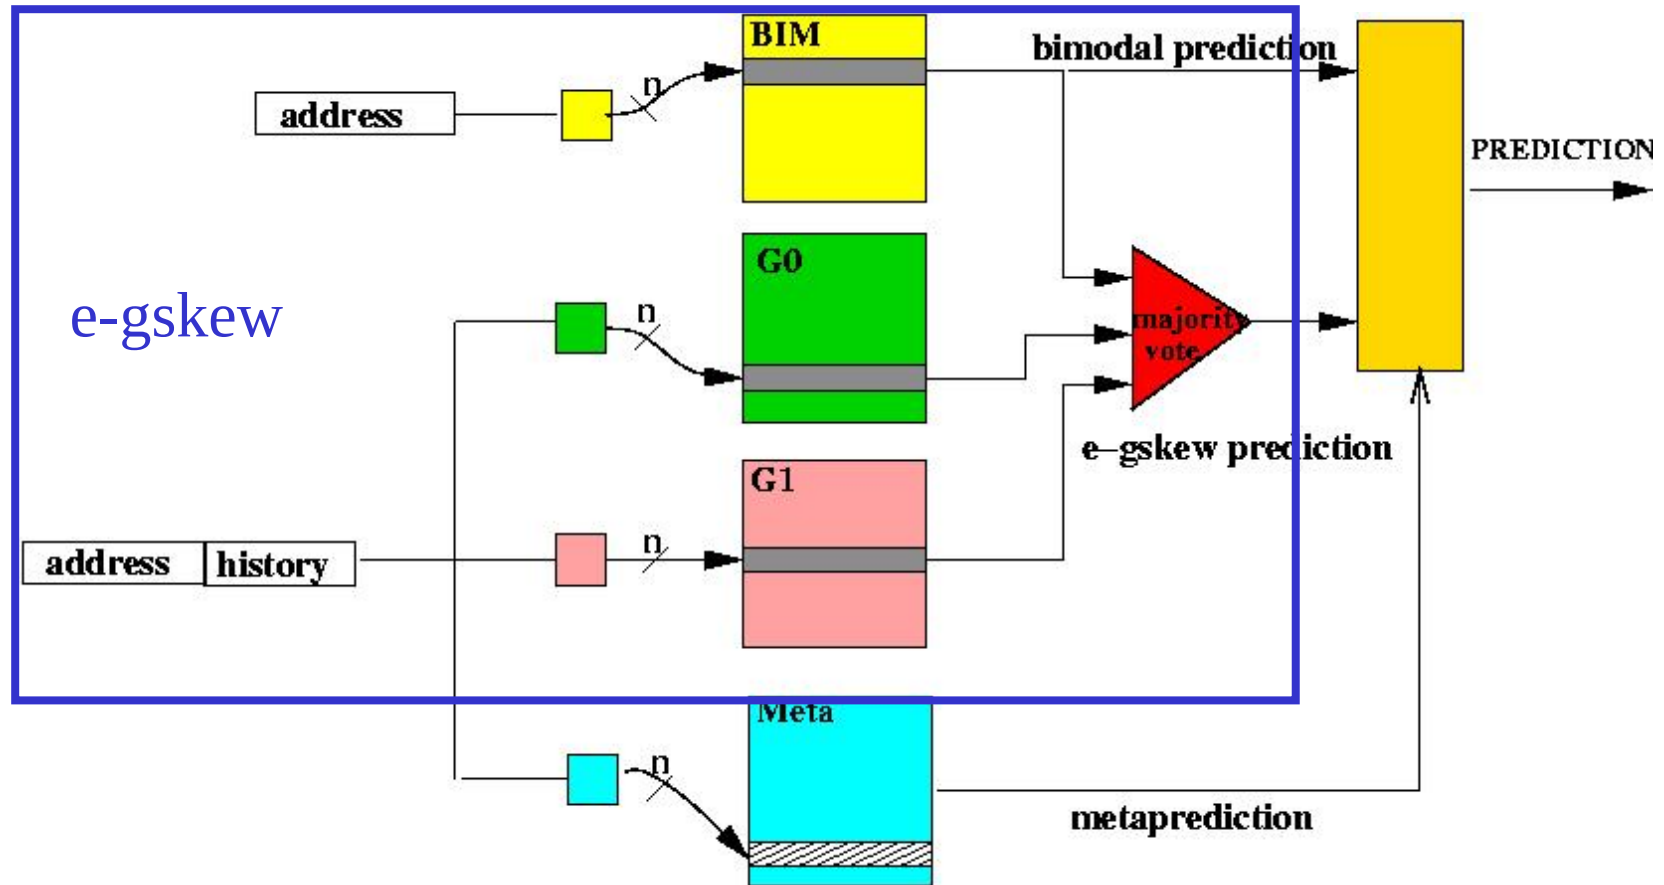 BIM
bimodal prediction
n
address
PREDICTION
G0
e-gskew
n
majority
vote
e-gskew prediction
G1
n
address history
Meta
n
metaprediction